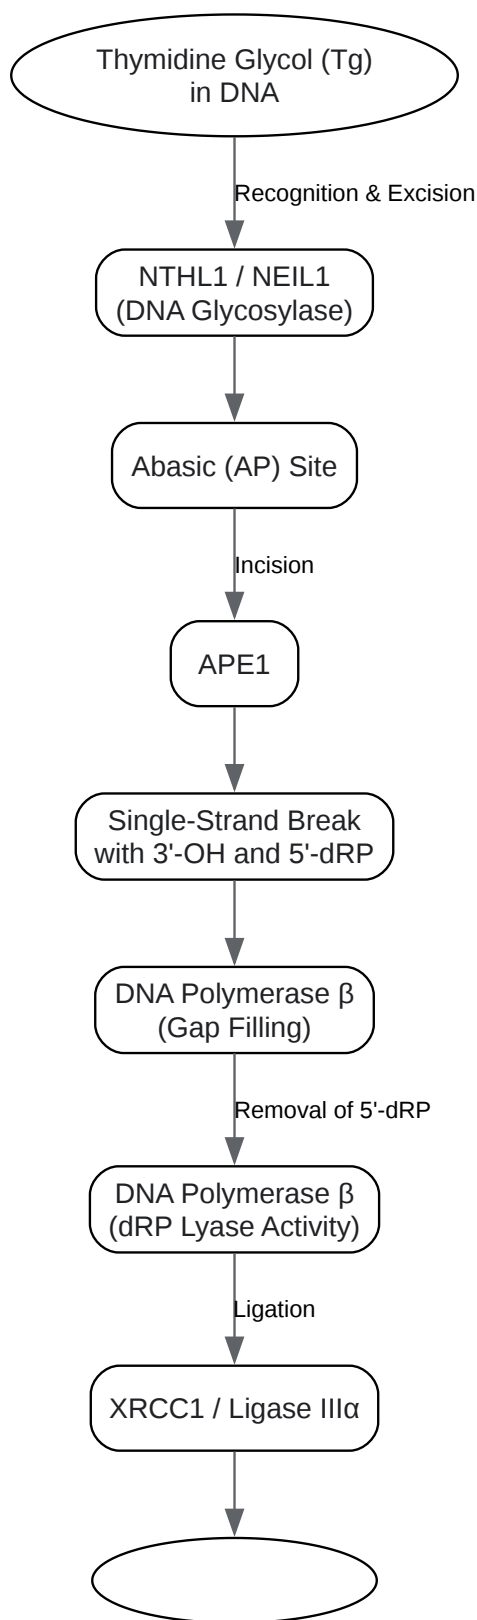 Thymidine Glycol (Tg)
in DNA
Recognition & Excision
NTHL1 / NEIL1
(DNA Glycosylase)
Abasic (AP) Site
Incision
APE1
Single-Strand Break
with 3'-OH and 5'-dRP
DNA Polymerase β
(Gap Filling)
Removal of 5'-dRP
DNA Polymerase β
(dRP Lyase Activity)
Ligation
XRCC1 / Ligase IIIα